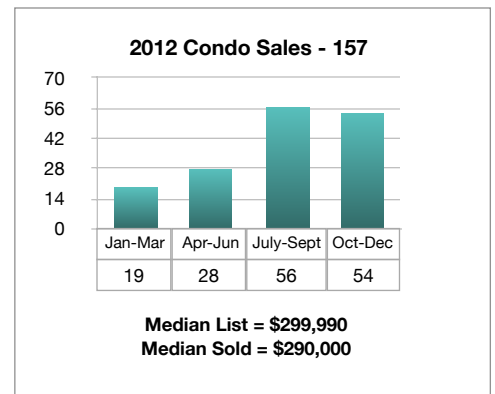 2012 Condo Sales - 157
70
56
42
28
14
0
Jan-Mar Apr-Jun July-Sept Oct-Dec
19 28 56 54
Median List = $299,990
Median Sold = $290,000